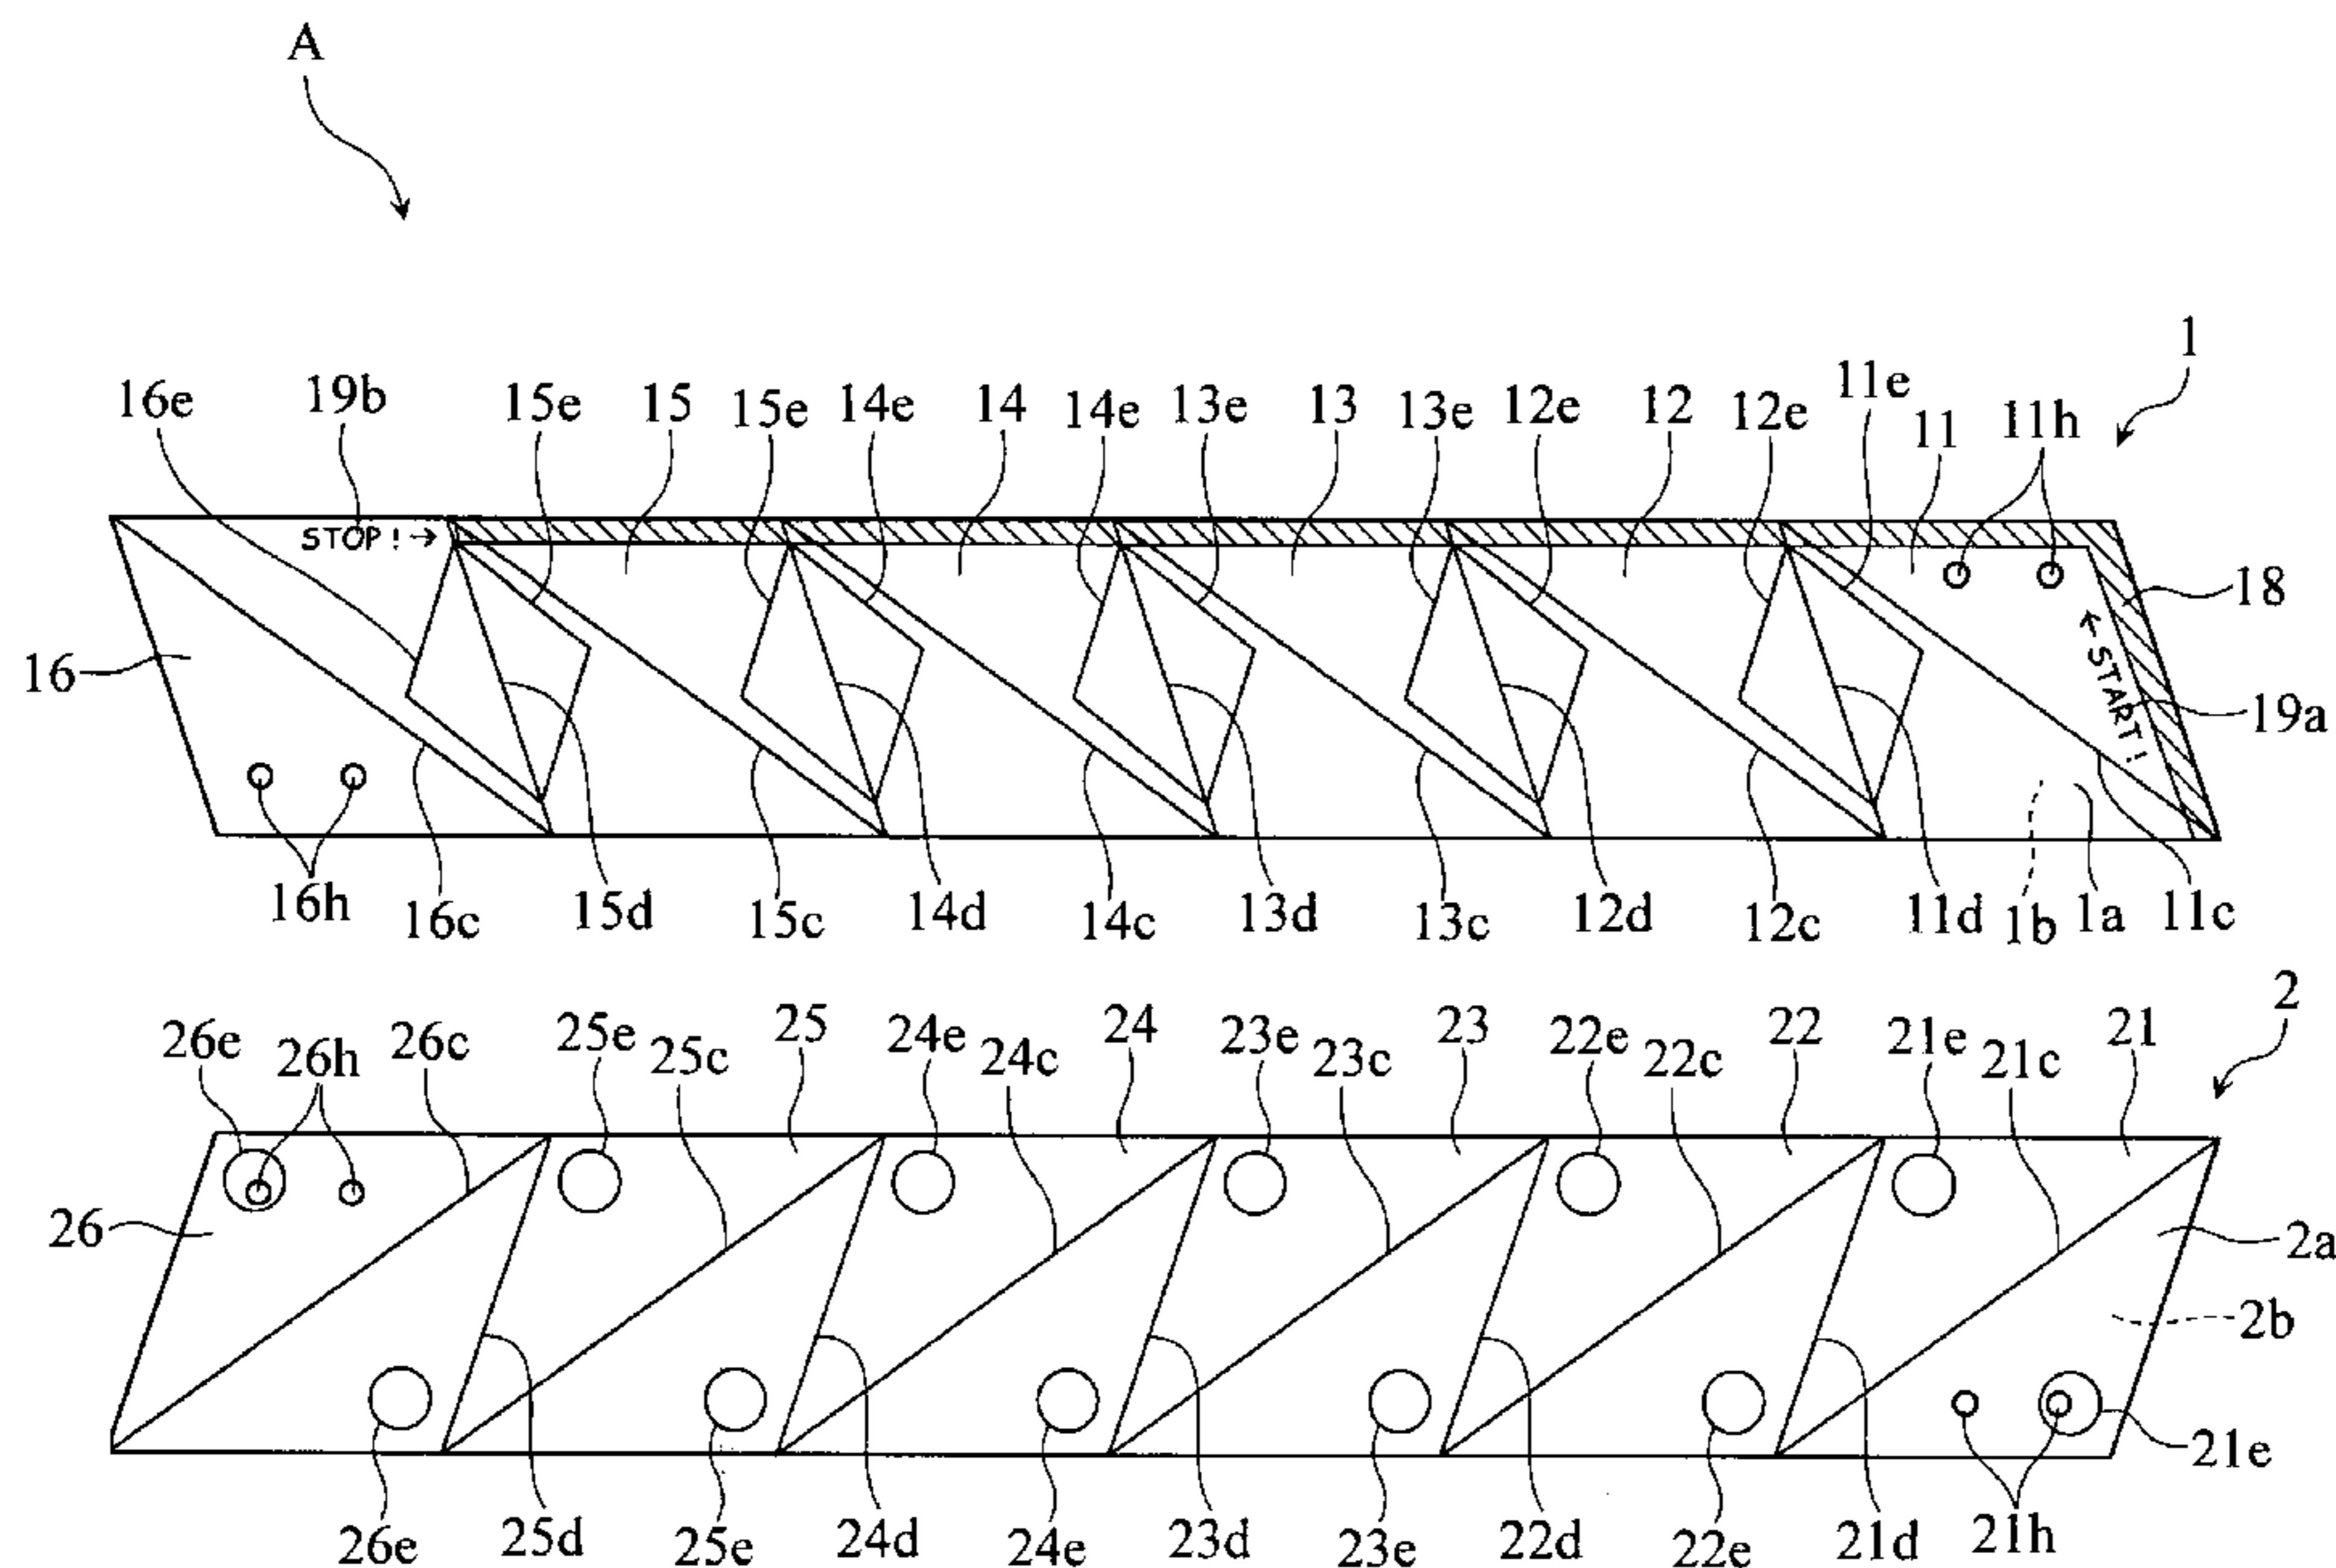 A
1
16e 19b 15e 15 15e 14e 14 14e 13e 13 13e 12e 12 12e 11e 11 11h
STOP!→
18
←START!
16
19a
16h 16c 15d 15c 14d 14c 13d 13c 12d 12c 11d 1b 1a 11c
2
26e 26h 26c 25e 25c 25 24e 24c 24 23e 23c 23 22e 22c 22 21e 21c 21
26
2a
2b
21e
26e 25d 25e 24d 24e 23d 23e 22d 22e 21d 21h